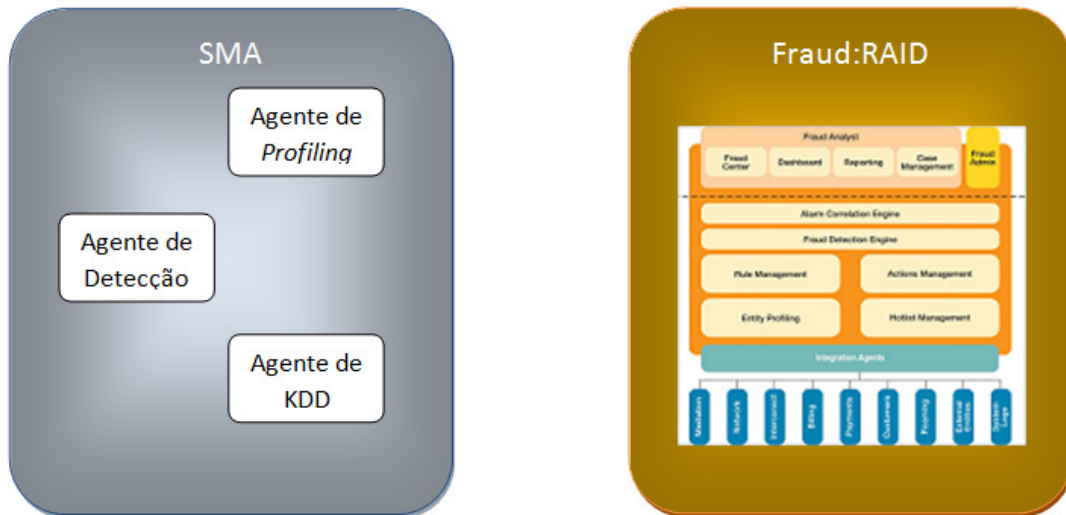 SMA
Agente de
Profiling
Agente de
Detecção
Agente de
KDD
Fraud:RAID
Fraud Analyst
Fraud
Center
Dashboard
Reporting
Case
Management
Fraud
Admin
Alarm Correlation Engine
Fraud Detection Engine
Rule Management
Actions Management
Entity Profiling
Hotlist Management
Integration Agents
Mediation
Network
Interconnect
Billing
Payments
Customers
Roaming
External
Entities
System
Logs